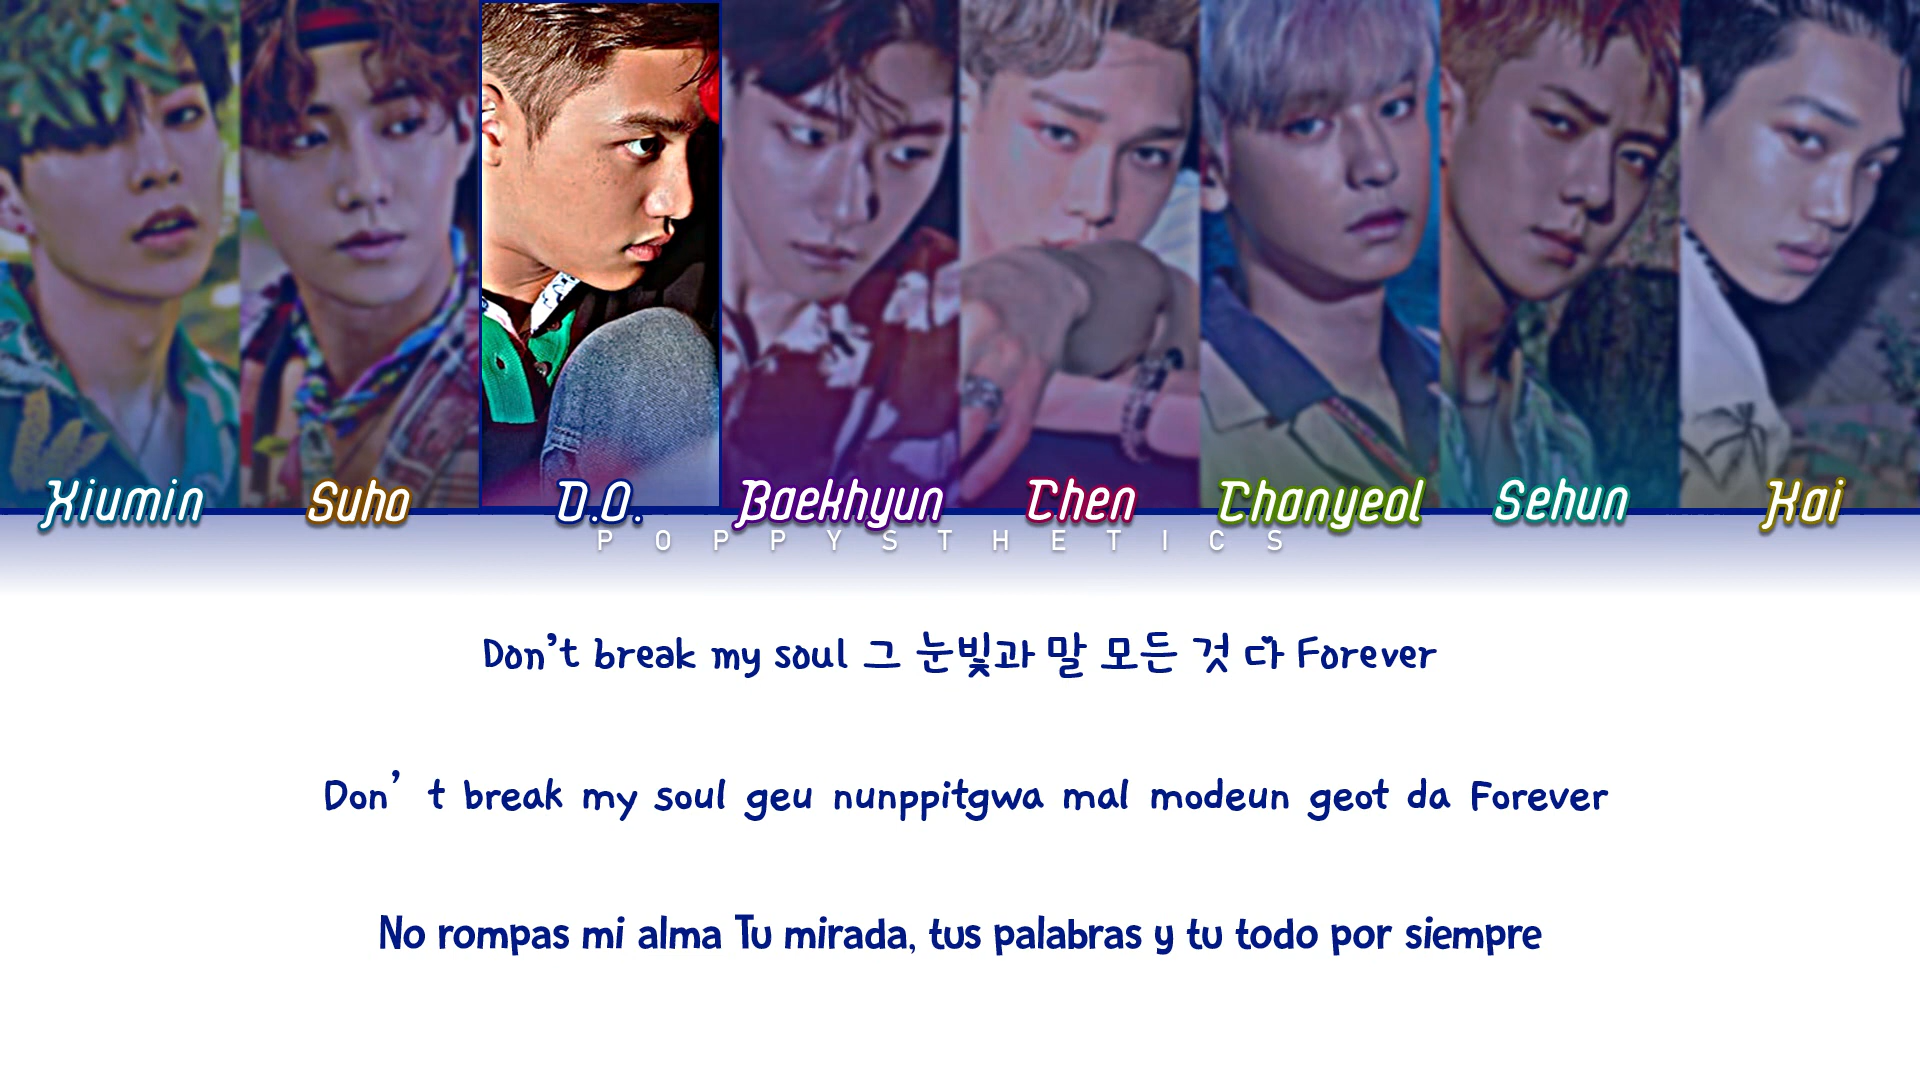 Xiumin Suho D.O. Baekhyun Chen Chanyeol Sehun Kai
POPPYSTHETICS
Don't break my soul 그 눈빛과 말 모든 것 다 Forever
Don't break my soul geu nunppitgwa mal modeun geot da Forever
No rompas mi alma Tu mirada, tus palabras y tu todo por siempre